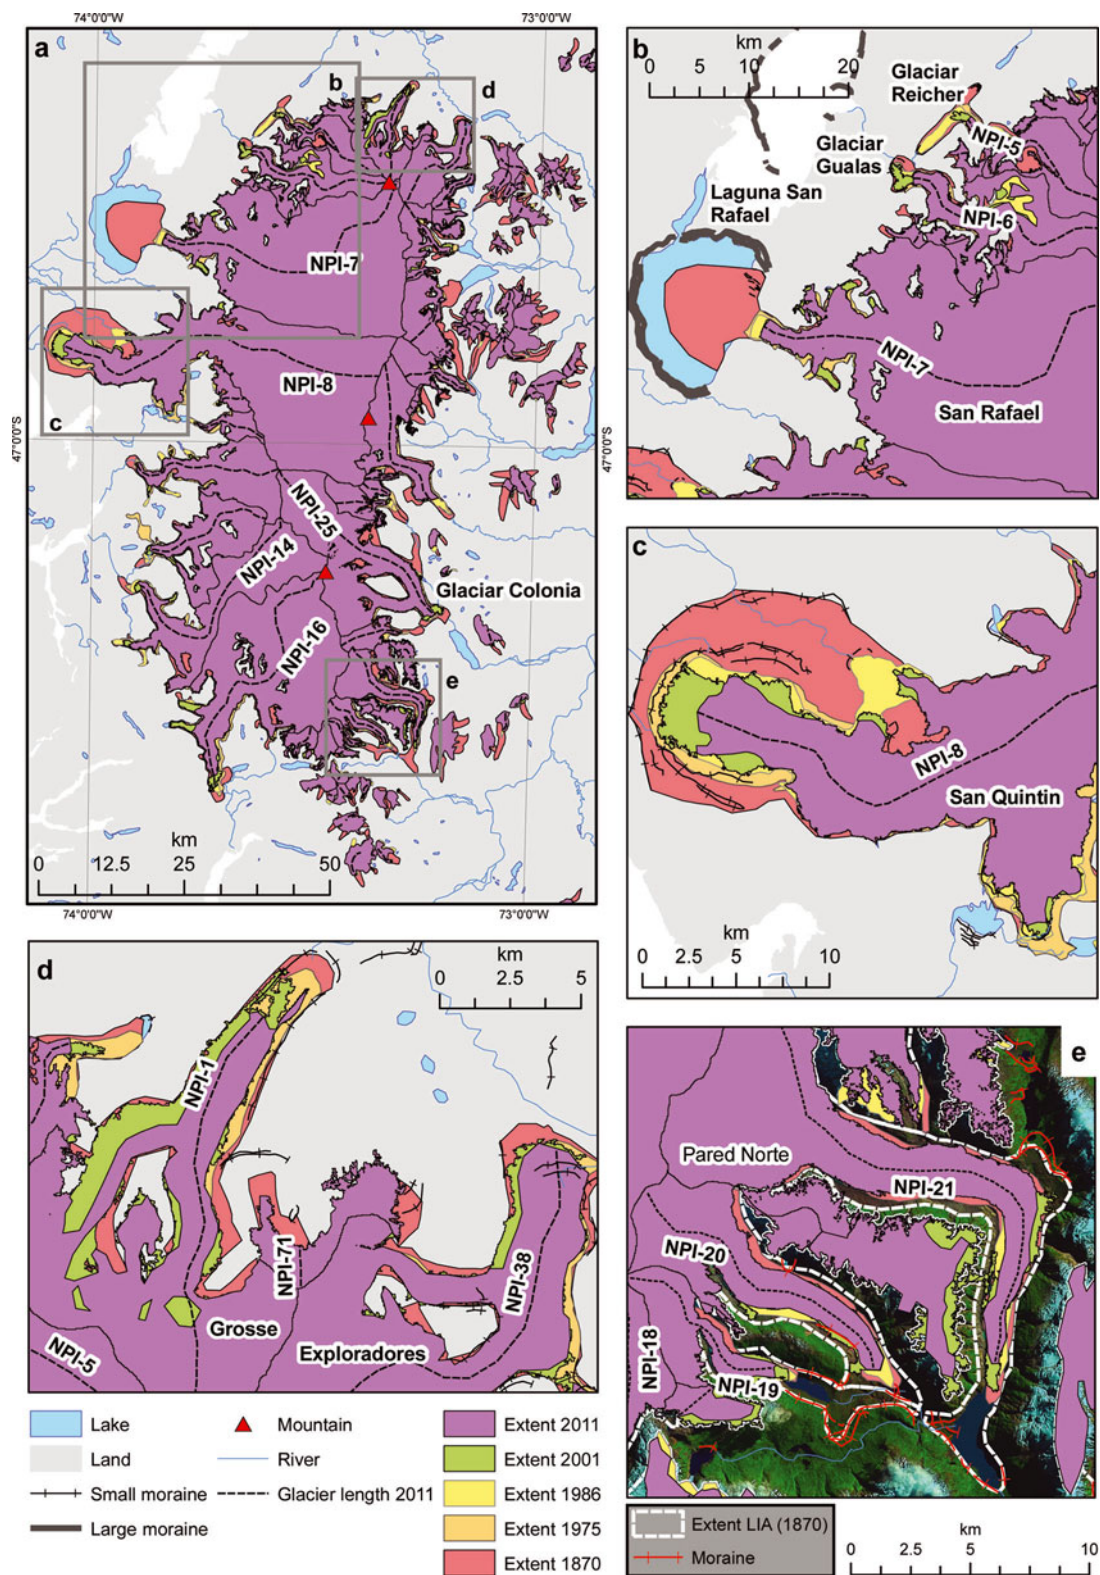 74°0'0"W
73°0'0"W
a
b
d
NPI-7
NPI-8
c
47°0'0"S
NPI-25
NPI-14
Glaciar Colonia
NPI-16
e
km
0 12.5 25 50
74°0'0"W
73°0'0"W
b
km
0 5 10 20
Glaciar
Reicher
NPI-5
Glaciar
Gualas
Laguna San
Rafael
NPI-6
NPI-7
San Rafael
47°0'0"S
c
NPI-8
San Quintin
km
0 2.5 5 10
d
km
0 2.5 5
NPI-1
NPI-71
NPI-38
Grosse
Exploradores
NPI-5
e
Pared Norte
NPI-21
NPI-20
NPI-18
NPI-19
Lake
Mountain
Extent 2011
Land
River
Extent 2001
Small moraine
Glacier length 2011
Extent 1986
Large moraine
Extent 1975
Extent 1870
Extent LIA (1870)
Moraine
km
0 2.5 5 10